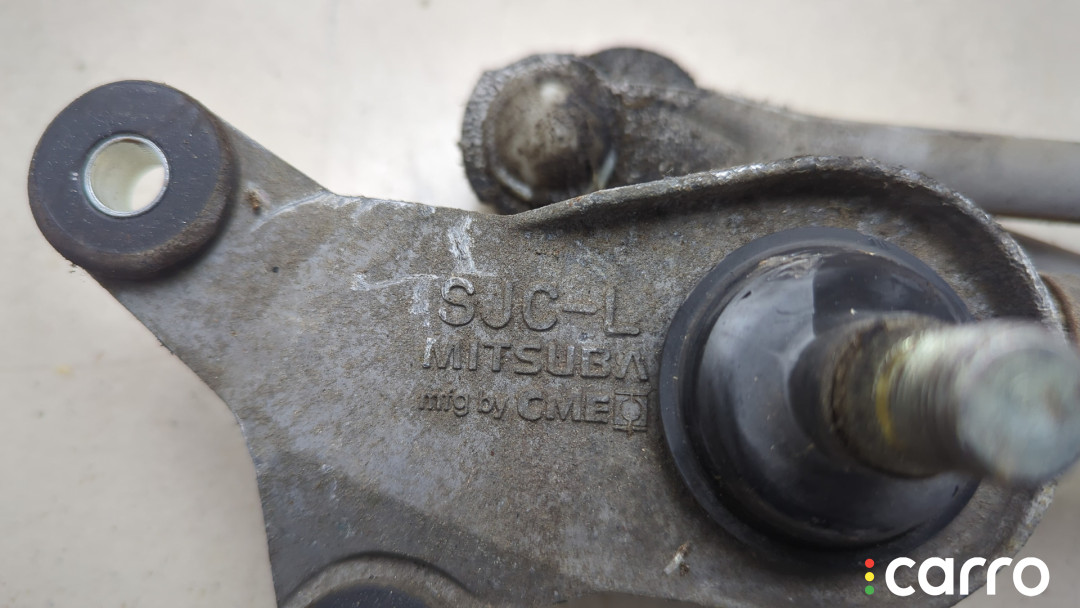 SJC-L
MITSUBA
mfg by CME
carro